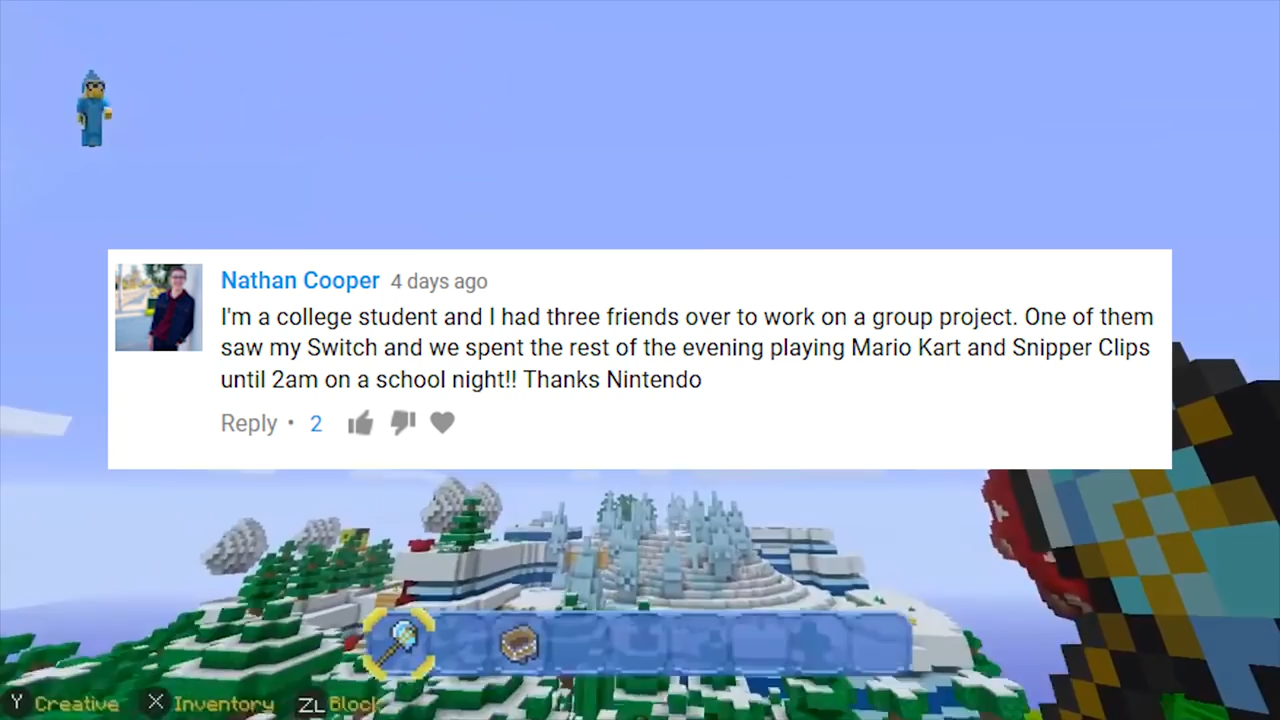 Nathan Cooper 4 days ago
I'm a college student and I had three friends over to work on a group project. One of them
saw my Switch and we spent the rest of the evening playing Mario Kart and Snipper Clips
until 2am on a school night!! Thanks Nintendo
Reply • 2
Y Creative X Inventory ZL Block